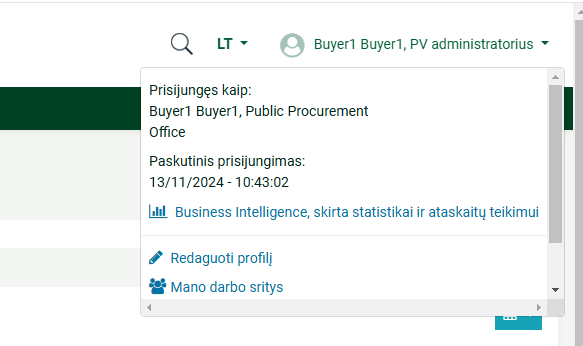 LT
Buyer1 Buyer1, PV administratorius
Prisijungęs kaip:
Buyer1 Buyer1, Public Procurement
Office
Paskutinis prisijungimas:
13/11/2024 - 10:43:02
Business Intelligence, skirta statistikai ir ataskaitų teikimui
Redaguoti profilį
Mano darbo sritys